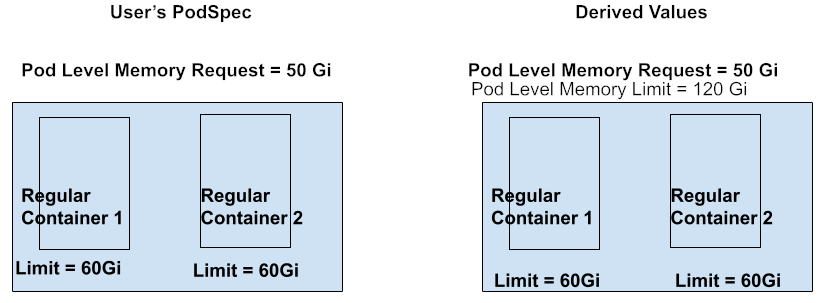 User's PodSpec
Pod Level Memory Request = 50 Gi
Regular
Container 1
Regular
Container 2
Limit = 60Gi
Limit = 60Gi
Derived Values
Pod Level Memory Request = 50 Gi
Pod Level Memory Limit = 120 Gi
Regular
Container 1
Regular
Container 2
Limit = 60Gi
Limit = 60Gi